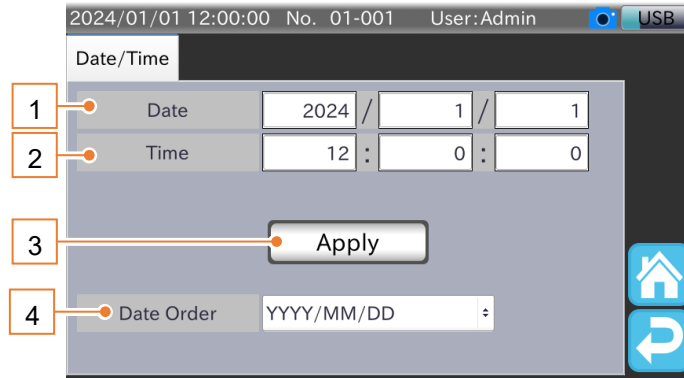 2024/01/01 12:00:00 No. 01-001 User:Admin USB
Date/Time
1 Date 2024 / 1 / 1
2 Time 12 : 0 : 0
3 Apply
4 Date Order YYYY/MM/DD